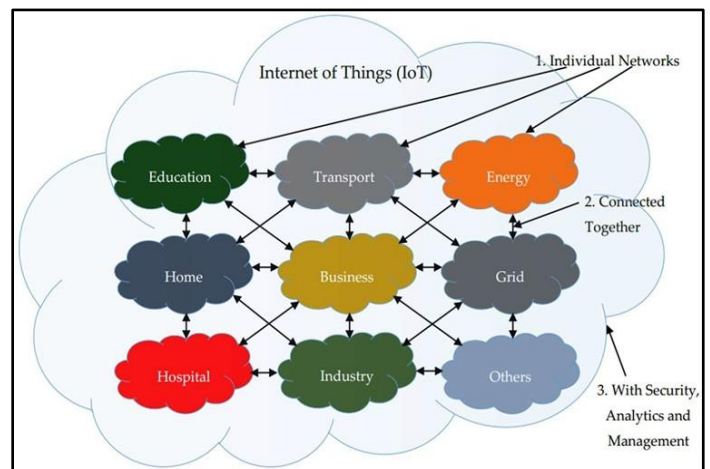 Internet of Things (IoT)
1. Individual Networks
Education
Transport
Energy
2. Connected
Together
Home
Business
Grid
Hospital
Industry
Others
3. With Security,
Analytics and
Management